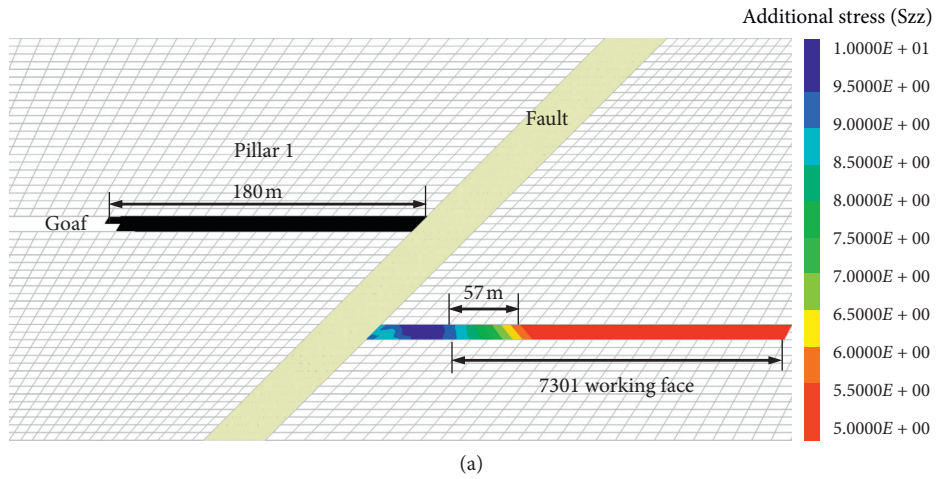 Additional stress (Szz)
1.0000E + 01
9.5000E + 00
9.0000E + 00
8.5000E + 00
8.0000E + 00
7.5000E + 00
7.0000E + 00
6.5000E + 00
6.0000E + 00
5.5000E + 00
5.0000E + 00
Fault
Pillar 1
180 m
Goaf
57 m
7301 working face
(a)